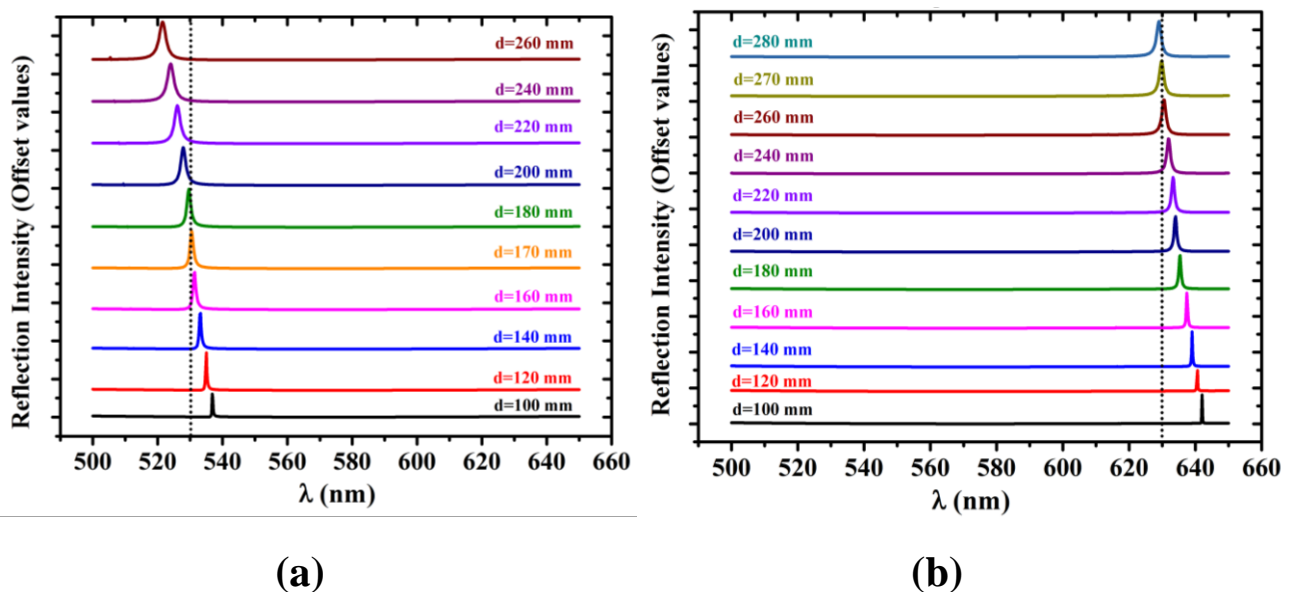 Reflection Intensity (Offset values)
d=260 mm
d=240 mm
d=220 mm
d=200 mm
d=180 mm
d=170 mm
d=160 mm
d=140 mm
d=120 mm
d=100 mm
500 520 540 560 580 600 620 640 660
λ (nm)
(a)
Reflection Intensity (Offset values)
d=280 mm
d=270 mm
d=260 mm
d=240 mm
d=220 mm
d=200 mm
d=180 mm
d=160 mm
d=140 mm
d=120 mm
d=100 mm
500 520 540 560 580 600 620 640 660
λ (nm)
(b)